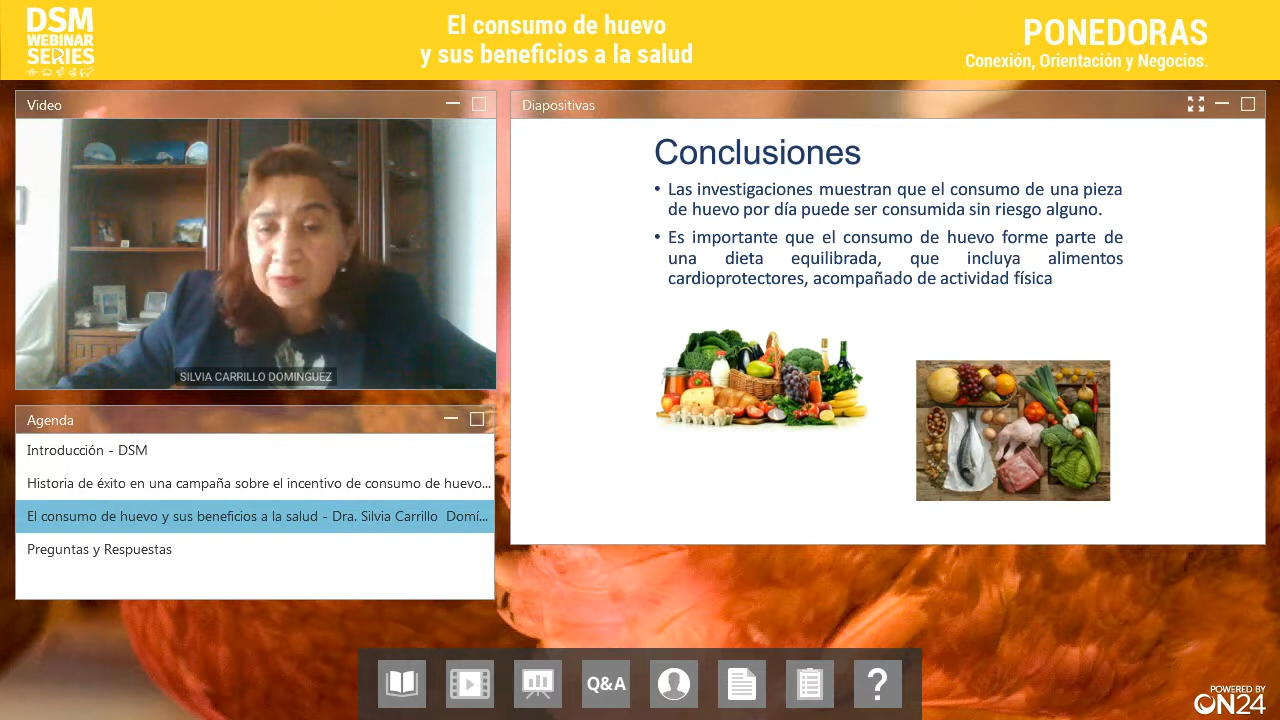 DSM
WEBINAR
SERIES
El consumo de huevo
y sus beneficios a la salud
PONEDORAS
Conexión, Orientación y Negocios.
Video
SILVIA CARRILLO DOMINGUEZ
Agenda
Introducción - DSM
Historia de éxito en una campaña sobre el incentivo de consumo de huevo...
El consumo de huevo y sus beneficios a la salud - Dra. Silvia Carrillo Domí...
Preguntas y Respuestas
Diapositivas
Conclusiones
• Las investigaciones muestran que el consumo de una pieza
de huevo por día puede ser consumida sin riesgo alguno.
• Es importante que el consumo de huevo forme parte de
una dieta equilibrada, que incluya alimentos
cardioprotectores, acompañado de actividad física
Q&A
?
POWERED BY
ON24